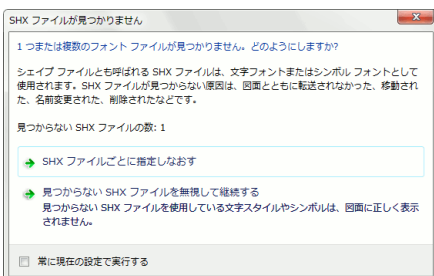 SHX ファイルが見つかりません
1 つまたは複数のフォント ファイルが見つかりません。どのようにしますか?
シェイプ ファイルとも呼ばれる SHX ファイルは、文字フォントまたはシンボル フォントとして
使用されます。SHX ファイルが見つからない原因は、図面とともに転送されなかった、移動され
た、名前変更された、削除されたなどです。
見つからない SHX ファイルの数: 1
SHX ファイルごとに指定しなおす
見つからない SHX ファイルを無視して継続する
見つからない SHX ファイルを使用している文字スタイルやシンボルは、図面に正しく表示
されません。
常に現在の設定で実行する